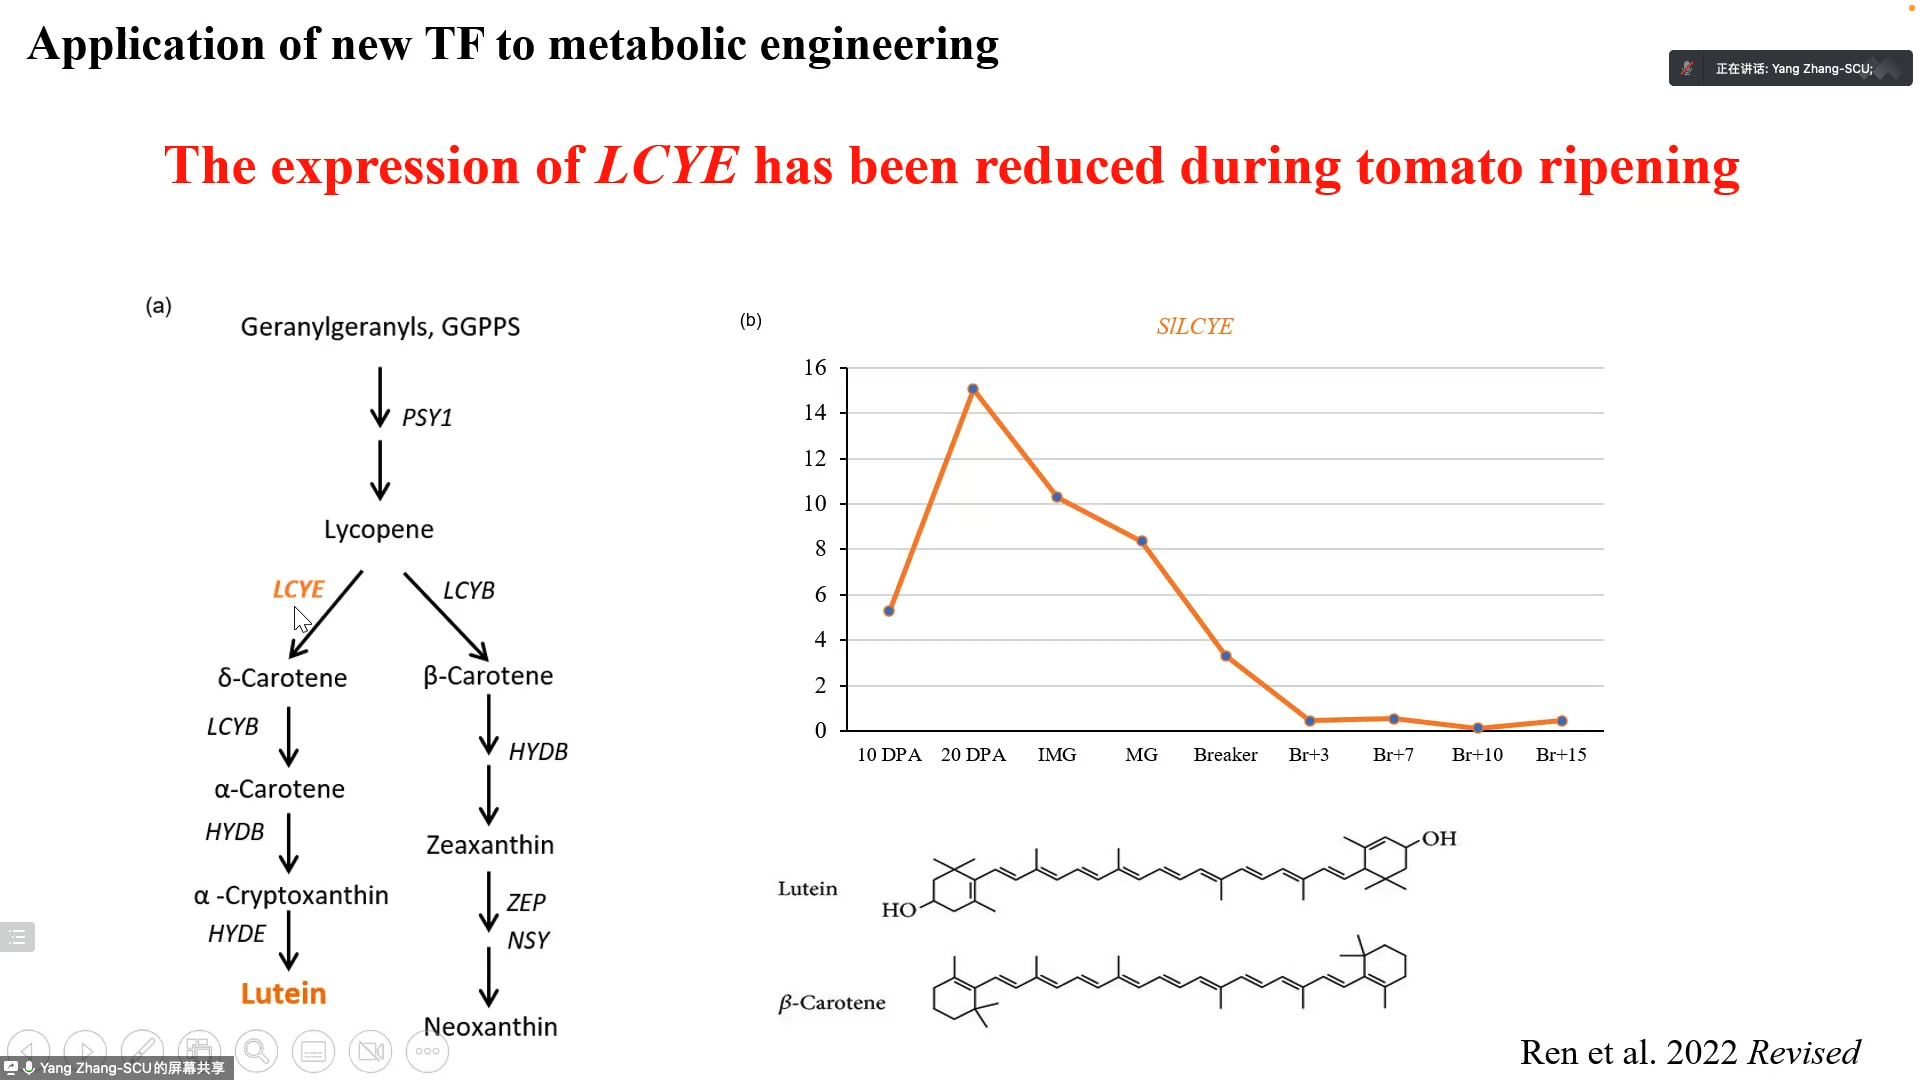 Application of new TF to metabolic engineering
正在讲话: Yang Zhang-SCU;
The expression of LCYE has been reduced during tomato ripening
(a)
Geranylgeranyls, GGPPS
PSY1
Lycopene
LCYE
LCYB
δ-Carotene
β-Carotene
LCYB
HYDB
α-Carotene
HYDB
Zeaxanthin
α -Cryptoxanthin
ZEP
HYDE
NSY
Lutein
Neoxanthin
(b)
SlLCYE
16
14
12
10
8
6
4
2
0
10 DPA 20 DPA IMG MG Breaker Br+3 Br+7 Br+10 Br+15
OH
Lutein
HO
β-Carotene
Ren et al. 2022 Revised
Yang Zhang-SCU的屏幕共享